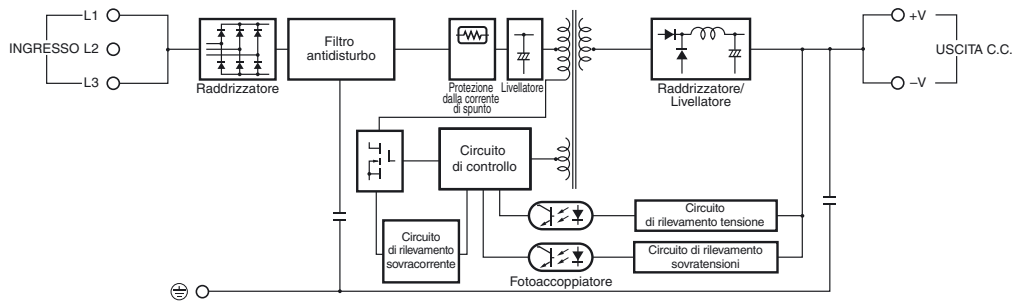 L1
INGRESSO L2
L3
Raddrizzatore
Filtro
antidisturbo
Protezione
dalla corrente
di spunto
Livellatore
Raddrizzatore/
Livellatore
+V
USCITA C.C.
–V
Circuito
di controllo
Circuito
di rilevamento
sovracorrente
Circuito
di rilevamento tensione
Circuito di rilevamento
sovratensioni
Fotoaccoppiatore